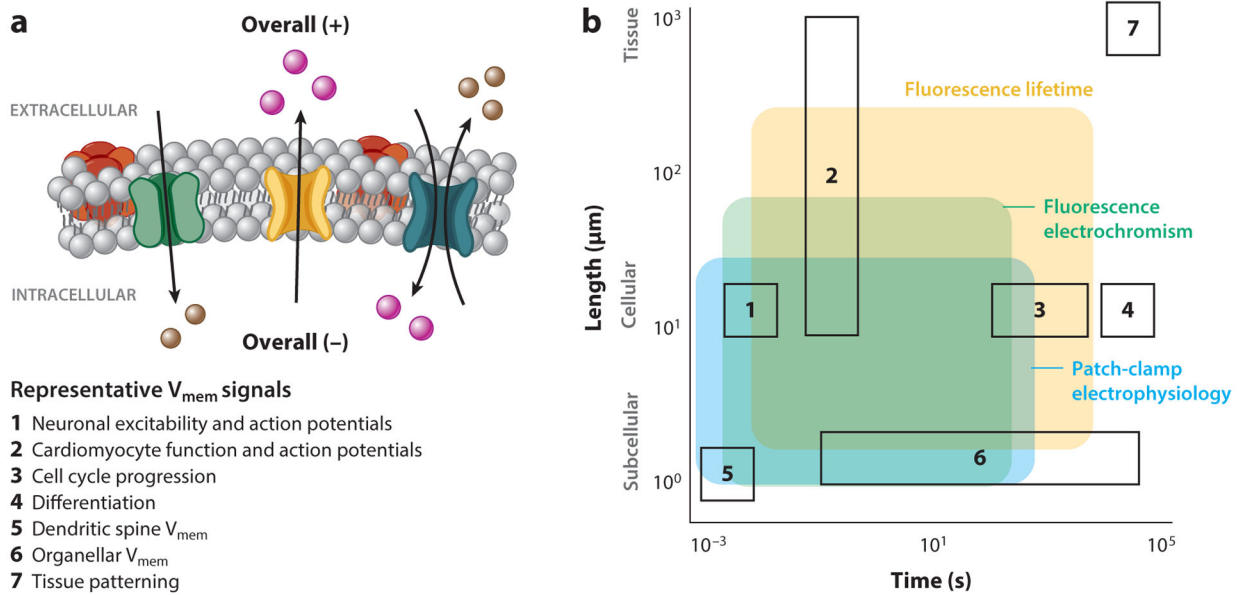 a
Overall (+)
EXTRACELLULAR
INTRACELLULAR
Overall (–)
Representative Vmem signals
1 Neuronal excitability and action potentials
2 Cardiomyocyte function and action potentials
3 Cell cycle progression
4 Differentiation
5 Dendritic spine Vmem
6 Organellar Vmem
7 Tissue patterning
b
Length (μm)
Tissue
Cellular
Subcellular
10³
10²
10¹
10⁰
7
Fluorescence lifetime
2
Fluorescence
electrochromism
1
3
4
Patch-clamp
electrophysiology
5
6
10⁻³
10¹
10⁵
Time (s)